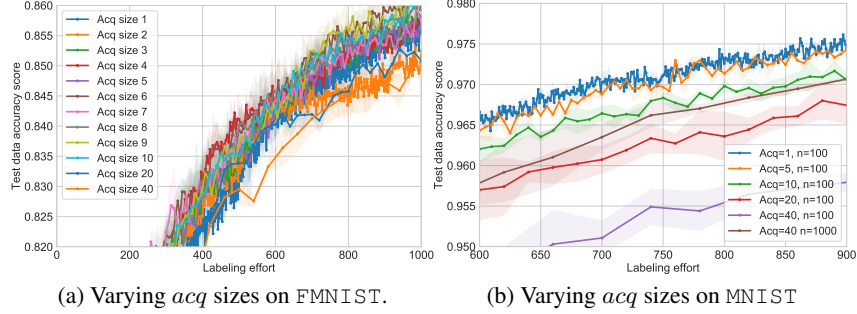 0.860
0.855
0.850
0.845
0.840
0.835
0.830
0.825
0.820
Test data accuracy score
Acq size 1
Acq size 2
Acq size 3
Acq size 4
Acq size 5
Acq size 6
Acq size 7
Acq size 8
Acq size 9
Acq size 10
Acq size 20
Acq size 40
0 200 400 600 800 1000
Labeling effort
(a) Varying acq sizes on FMNIST.
0.980
0.975
0.970
0.965
0.960
0.955
0.950
Test data accuracy score
Acq=1, n=100
Acq=5, n=100
Acq=10, n=100
Acq=20, n=100
Acq=40, n=100
Acq=40 n=1000
600 650 700 750 800 850 900
Labeling effort
(b) Varying acq sizes on MNIST